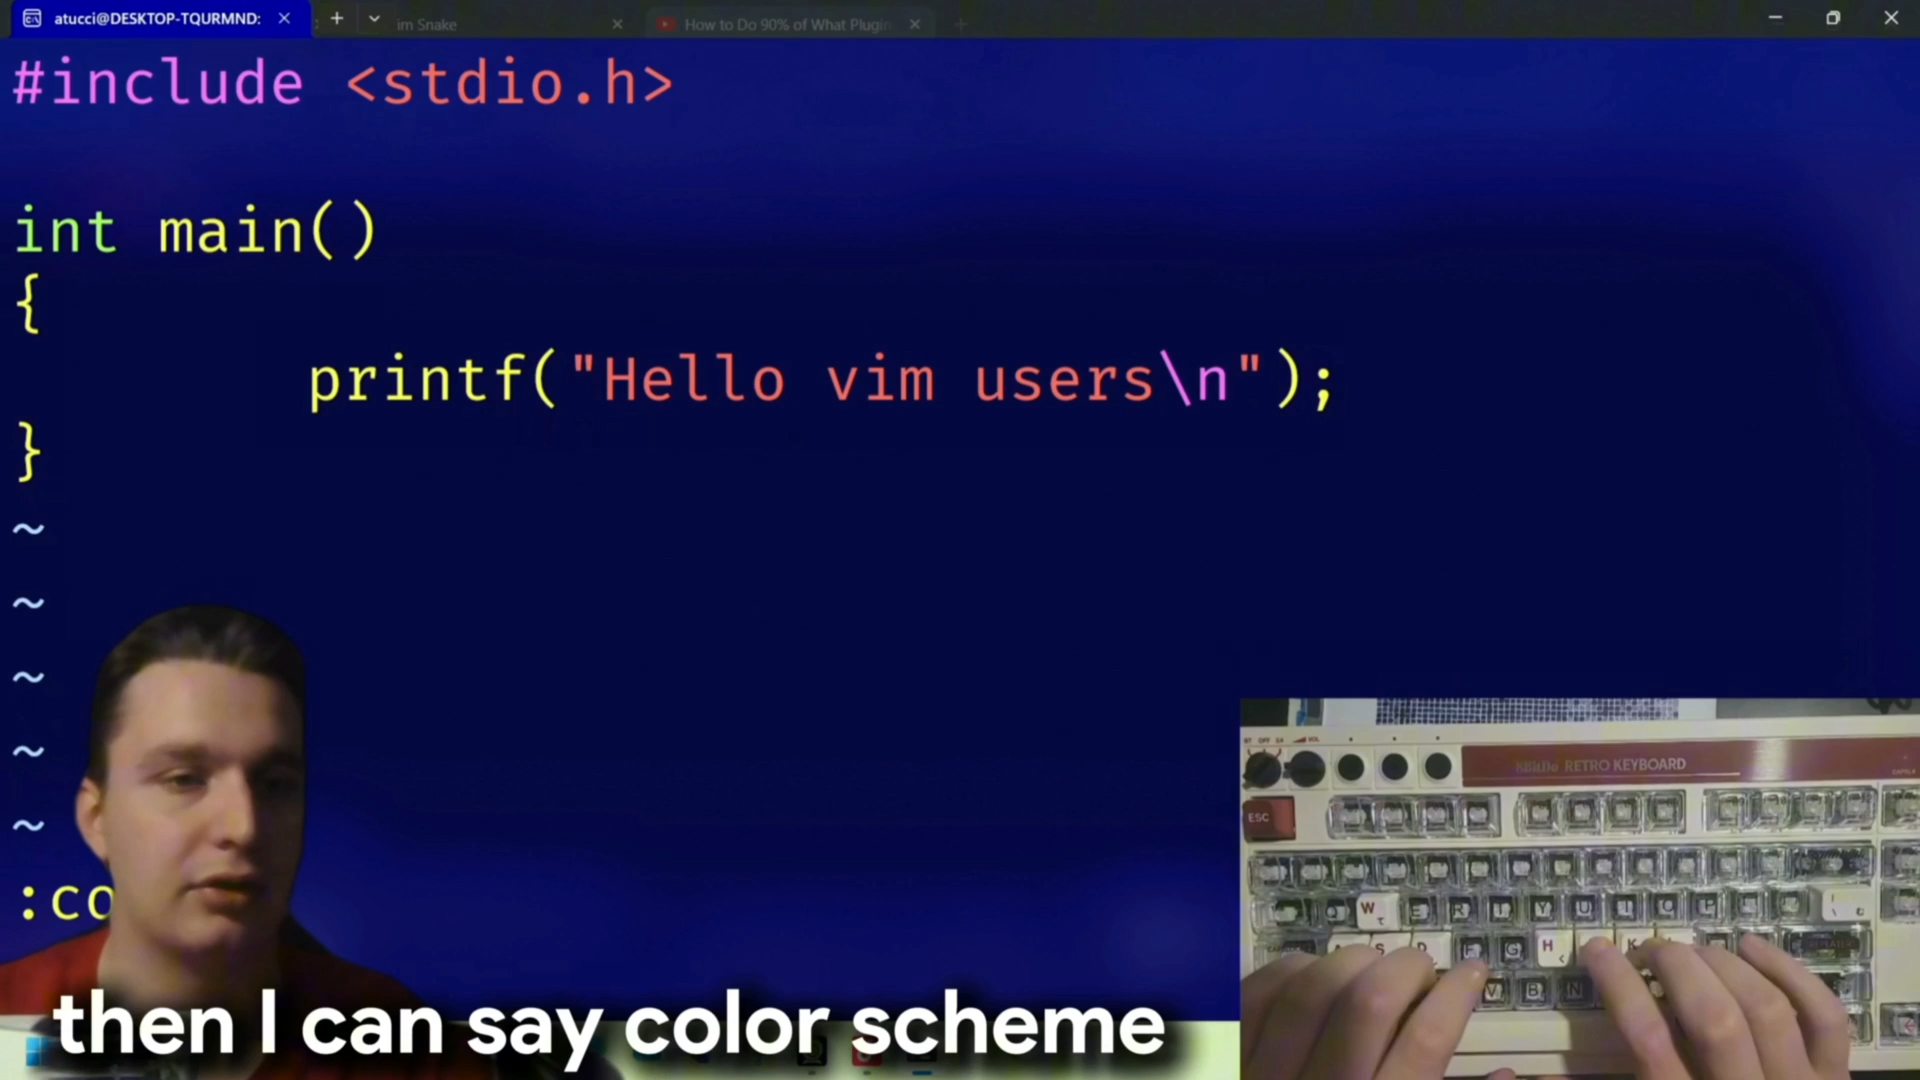 atucci@DESKTOP-TQURMND:
im Snake
How to Do 90% of What Plugin
#include <stdio.h>
int main()
{
printf("Hello vim users\n");
}
~
~
~
~
~
:co
then I can say color scheme
RETRO KEYBOARD
ESC
W
S D G H K
V B N